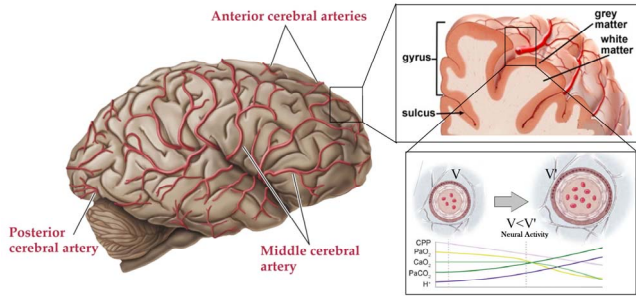 Anterior cerebral arteries
Posterior
cerebral artery
Middle cerebral
artery
grey
matter
white
matter
gyrus
sulcus
V
V'
V<V'
Neural Activity
CPP
PaO₂
CaO₂
PaCO₂
H⁺